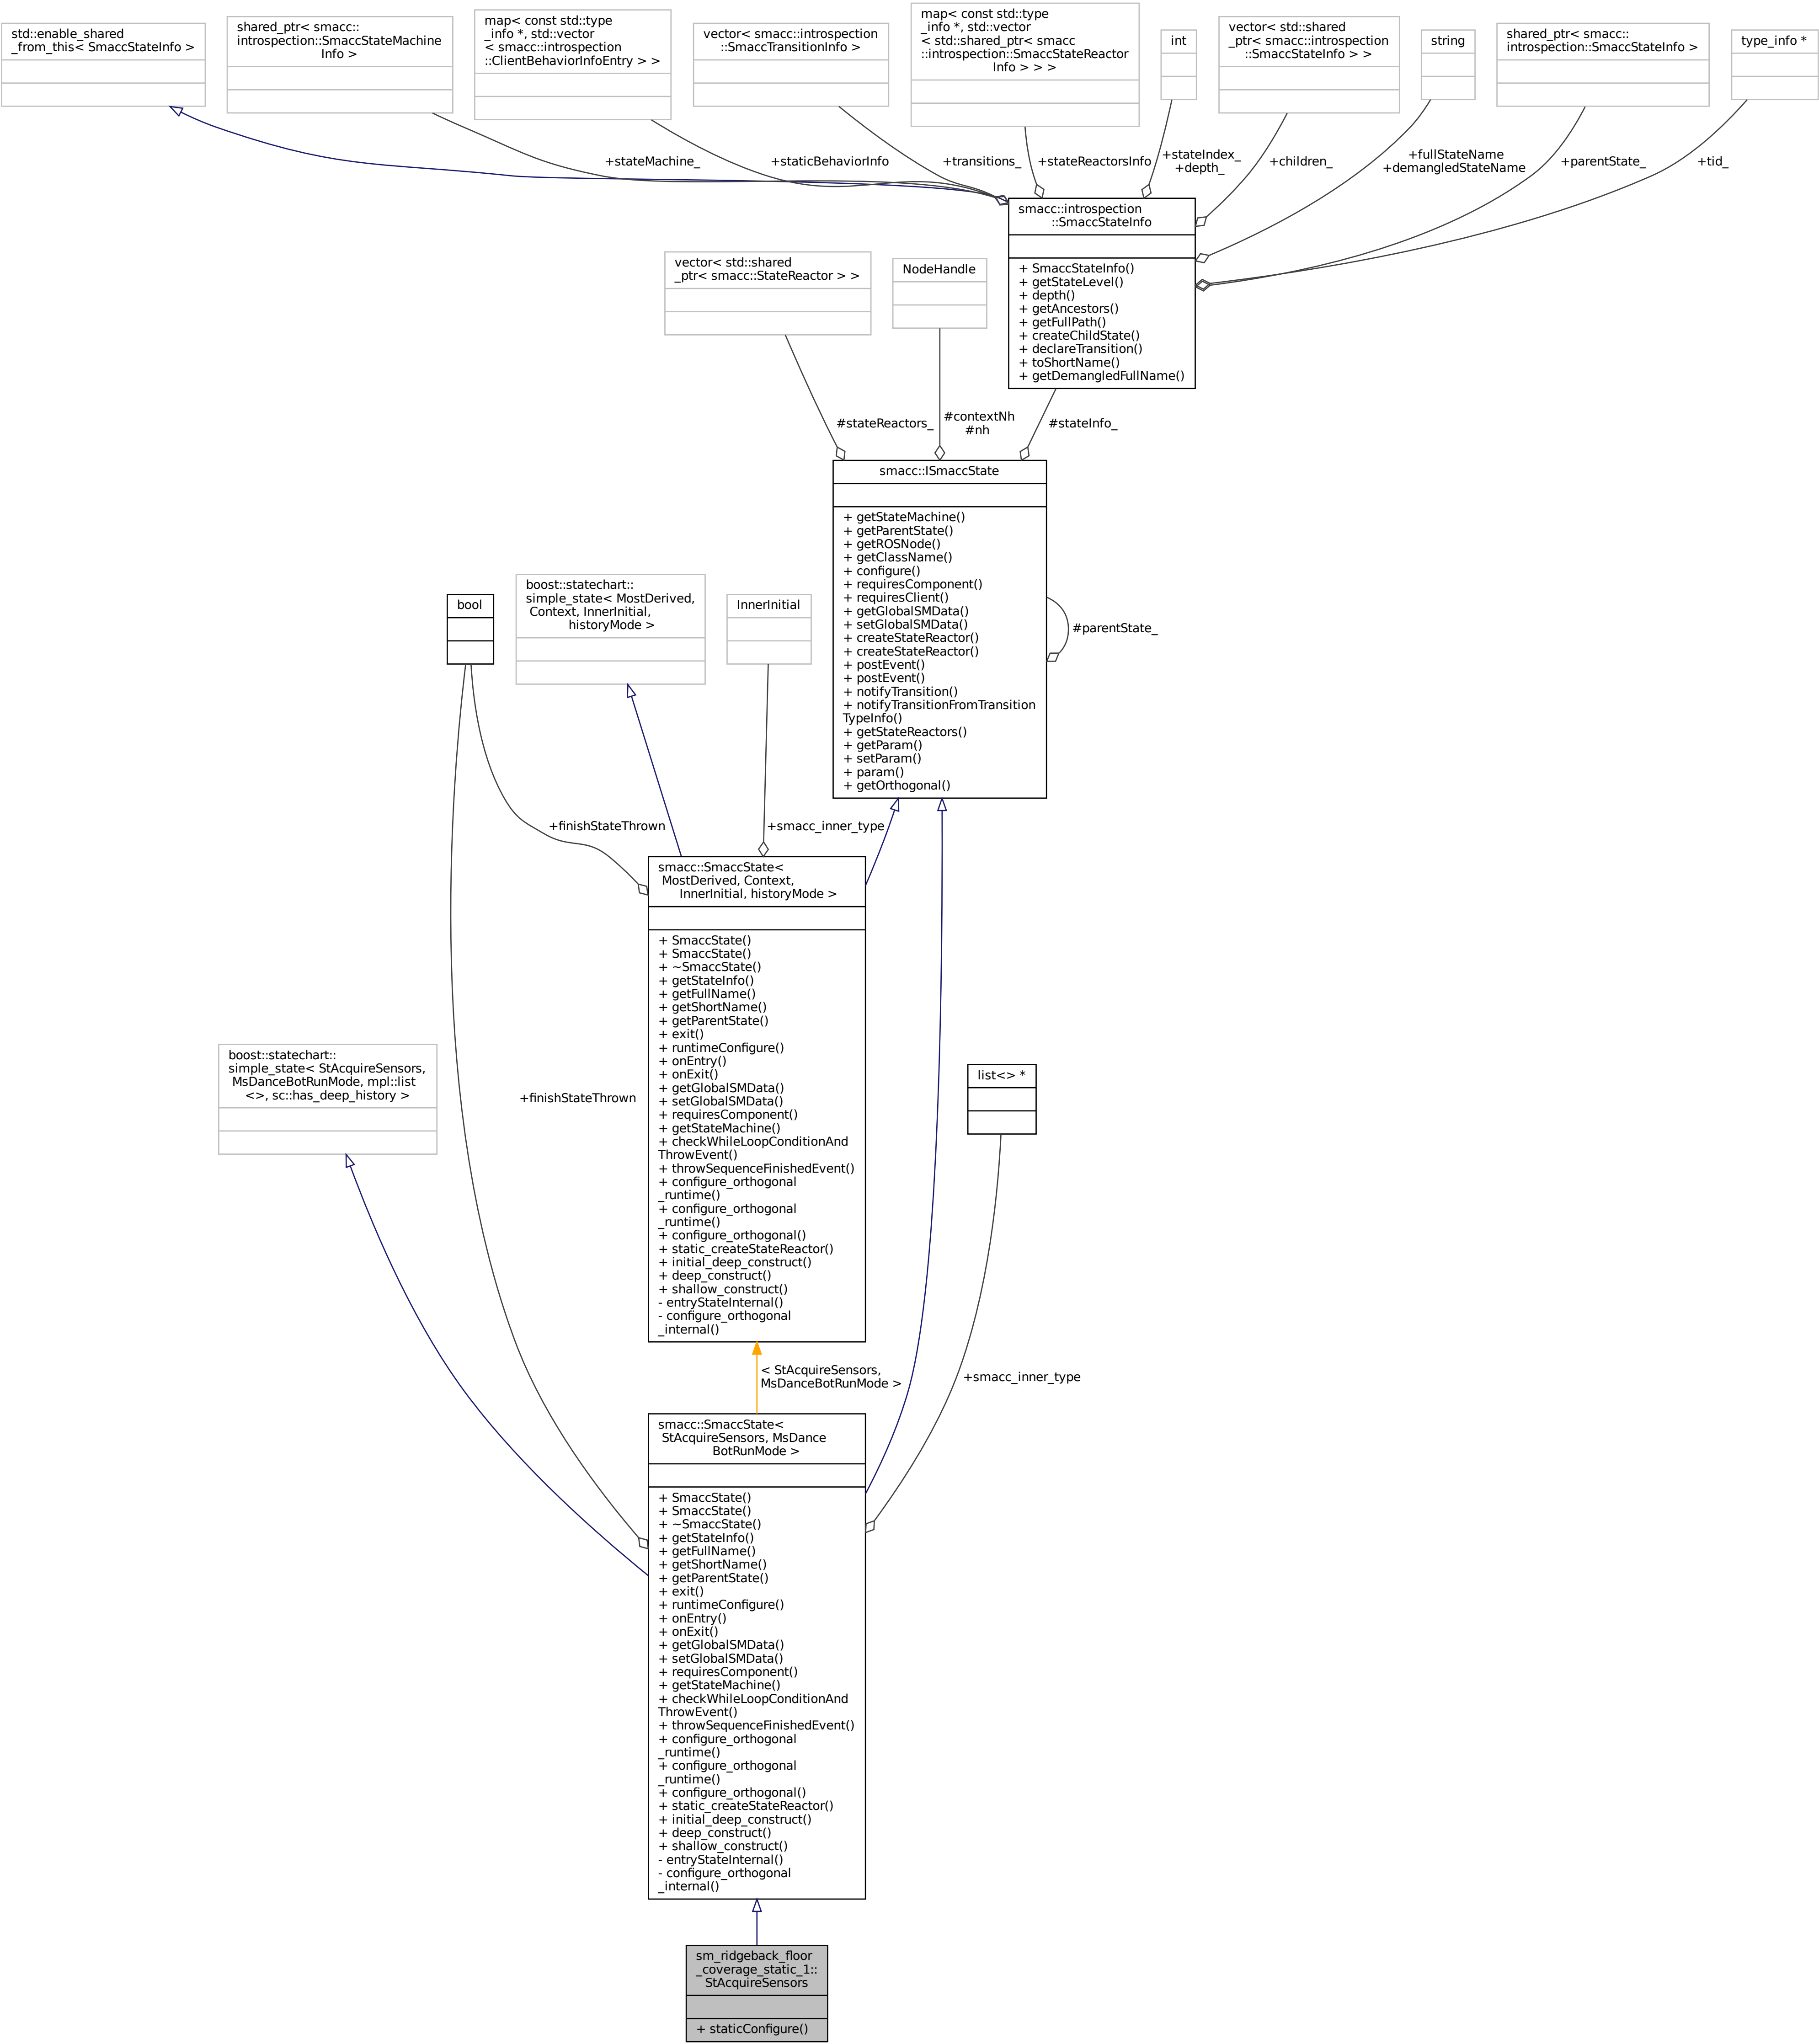 std::enable_shared
_from_this< SmaccStateInfo >
shared_ptr< smacc::
introspection::SmaccStateMachine
Info >
map< const std::type
_info *, std::vector
< smacc::introspection
::ClientBehaviorInfoEntry > >
vector< smacc::introspection
::SmaccTransitionInfo >
map< const std::type
_info *, std::vector
< std::shared_ptr< smacc
::introspection::SmaccStateReactor
Info > > >
int
vector< std::shared
_ptr< smacc::introspection
::SmaccStateInfo > >
string
shared_ptr< smacc::
introspection::SmaccStateInfo >
type_info *
+stateMachine_
+staticBehaviorInfo
+transitions_
+stateReactorsInfo
+stateIndex_
+depth_
+children_
+fullStateName
+demangledStateName
+parentState_
+tid_
smacc::introspection
::SmaccStateInfo
+ SmaccStateInfo()
+ getStateLevel()
+ depth()
+ getAncestors()
+ getFullPath()
+ createChildState()
+ declareTransition()
+ toShortName()
+ getDemangledFullName()
vector< std::shared
_ptr< smacc::StateReactor > >
NodeHandle
#stateReactors_
#contextNh
#nh
#stateInfo_
smacc::ISmaccState
+ getStateMachine()
+ getParentState()
+ getROSNode()
+ getClassName()
+ configure()
+ requiresComponent()
+ requiresClient()
+ getGlobalSMData()
+ setGlobalSMData()
+ createStateReactor()
+ createStateReactor()
+ postEvent()
+ postEvent()
+ notifyTransition()
+ notifyTransitionFromTransition
TypeInfo()
+ getStateReactors()
+ getParam()
+ setParam()
+ param()
+ getOrthogonal()
#parentState_
bool
boost::statechart::
simple_state< MostDerived,
Context, InnerInitial,
historyMode >
InnerInitial
+finishStateThrown
+smacc_inner_type
smacc::SmaccState<
MostDerived, Context,
InnerInitial, historyMode >
+ SmaccState()
+ SmaccState()
+ ~SmaccState()
+ getStateInfo()
+ getFullName()
+ getShortName()
+ getParentState()
+ exit()
+ runtimeConfigure()
+ onEntry()
+ onExit()
+ getGlobalSMData()
+ setGlobalSMData()
+ requiresComponent()
+ getStateMachine()
+ checkWhileLoopConditionAnd
ThrowEvent()
+ throwSequenceFinishedEvent()
+ configure_orthogonal
_runtime()
+ configure_orthogonal
_runtime()
+ configure_orthogonal()
+ static_createStateReactor()
+ initial_deep_construct()
+ deep_construct()
+ shallow_construct()
- entryStateInternal()
- configure_orthogonal
_internal()
boost::statechart::
simple_state< StAcquireSensors,
MsDanceBotRunMode, mpl::list
<>, sc::has_deep_history >
+finishStateThrown
list<> *
< StAcquireSensors,
MsDanceBotRunMode >
+smacc_inner_type
smacc::SmaccState<
StAcquireSensors, MsDance
BotRunMode >
+ SmaccState()
+ SmaccState()
+ ~SmaccState()
+ getStateInfo()
+ getFullName()
+ getShortName()
+ getParentState()
+ exit()
+ runtimeConfigure()
+ onEntry()
+ onExit()
+ getGlobalSMData()
+ setGlobalSMData()
+ requiresComponent()
+ getStateMachine()
+ checkWhileLoopConditionAnd
ThrowEvent()
+ throwSequenceFinishedEvent()
+ configure_orthogonal
_runtime()
+ configure_orthogonal
_runtime()
+ configure_orthogonal()
+ static_createStateReactor()
+ initial_deep_construct()
+ deep_construct()
+ shallow_construct()
- entryStateInternal()
- configure_orthogonal
_internal()
sm_ridgeback_floor
_coverage_static_1::
StAcquireSensors
+ staticConfigure()